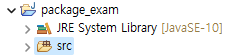 package_exam
JRE System Library [JavaSE-10]
src